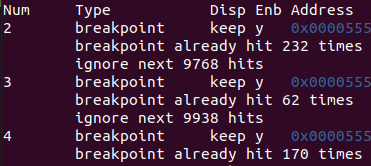 Num     Type           Disp Enb Address
2       breakpoint     keep y   0x0000555
        breakpoint already hit 232 times
        ignore next 9768 hits
3       breakpoint     keep y   0x0000555
        breakpoint already hit 62 times
        ignore next 9938 hits
4       breakpoint     keep y   0x0000555
        breakpoint already hit 170 times